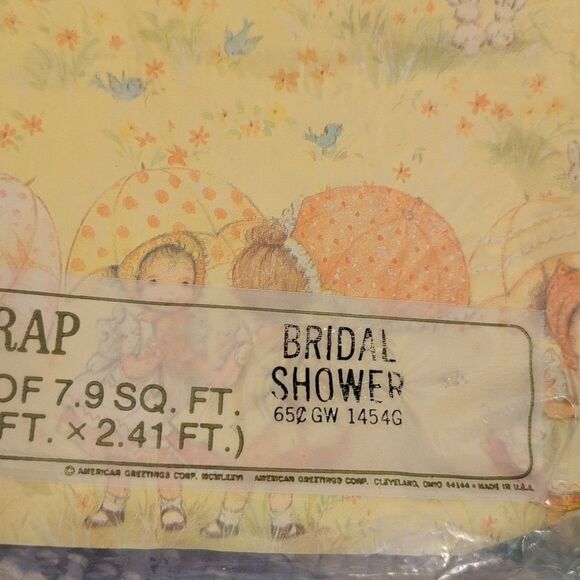 RAP
OF 7.9 SQ. FT.
FT. × 2.41 FT.)
BRIDAL
SHOWER
65¢ GW 1454G
© AMERICAN GREETINGS CORP. MCMLXXVI AMERICAN GREETINGS CORP. CLEVELAND, OHIO 44144 • MADE IN U.S.A.